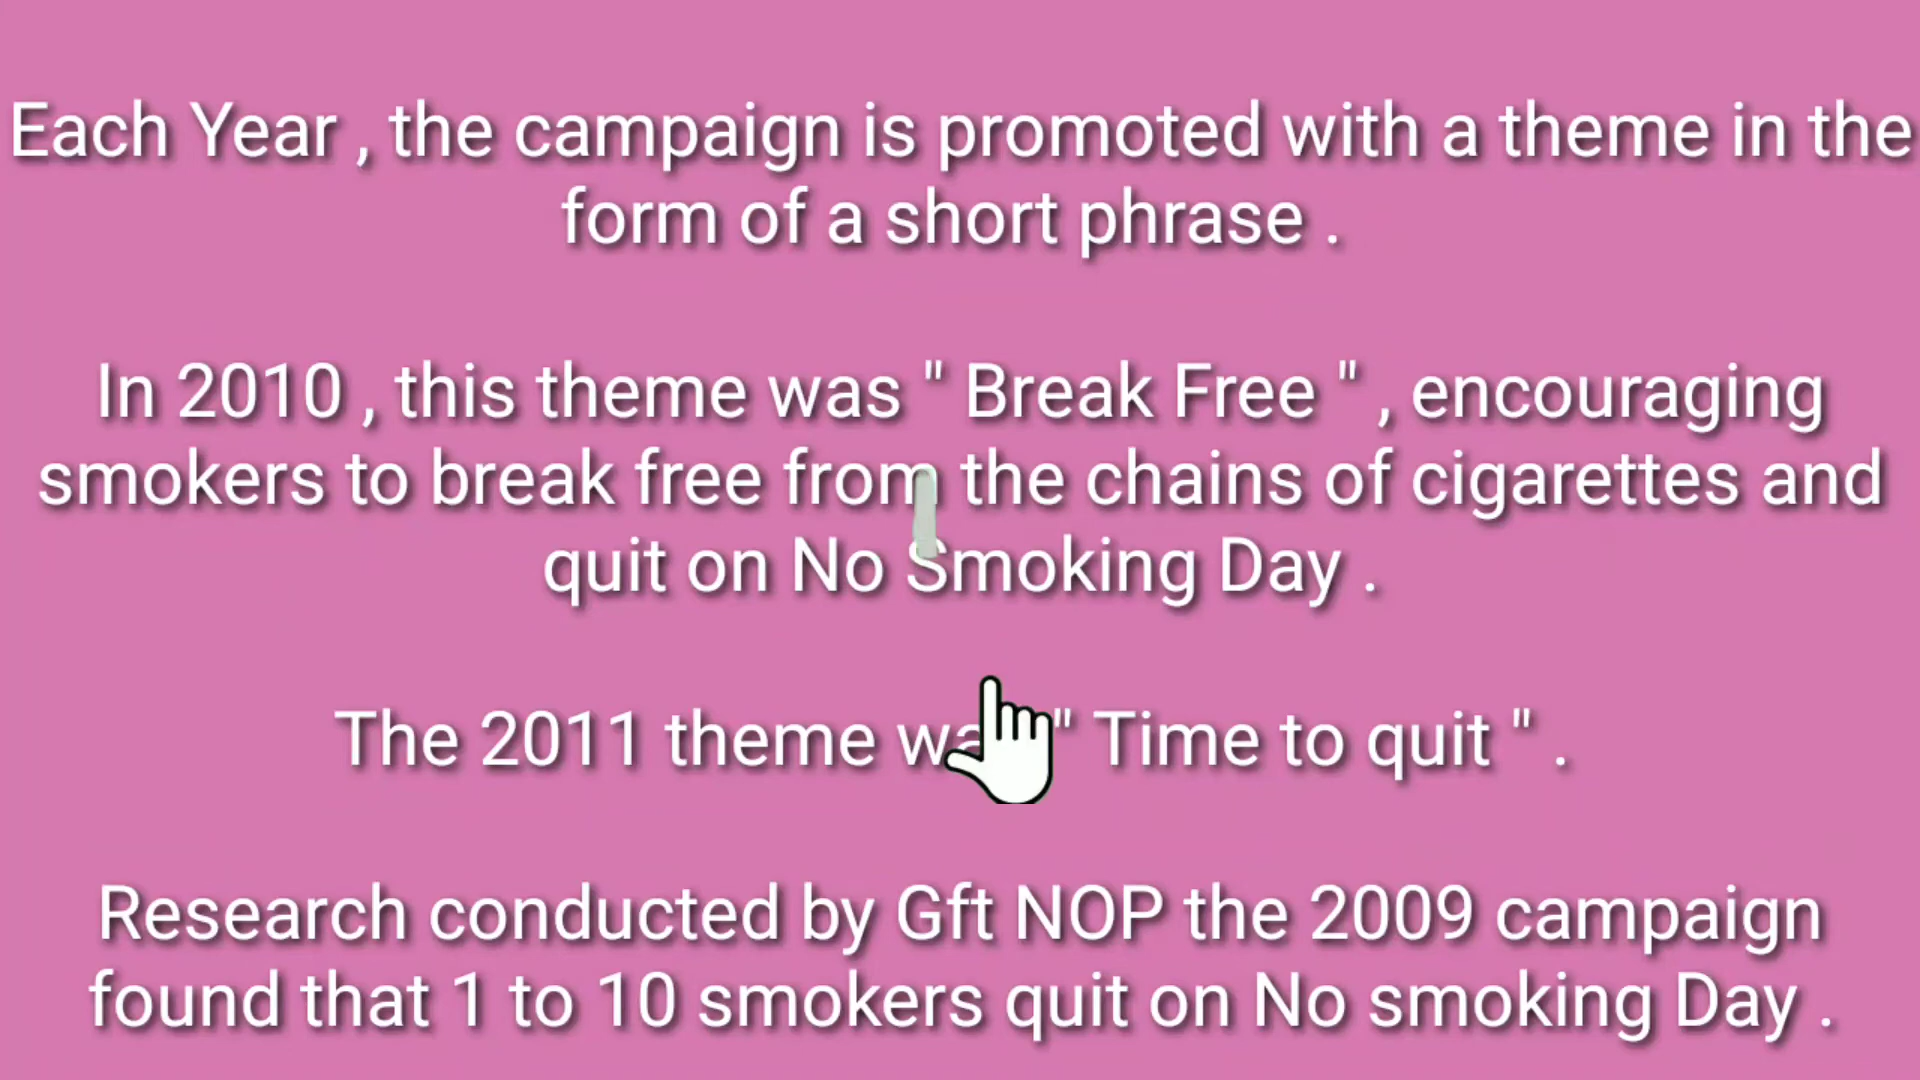 Each Year , the campaign is promoted with a theme in the
form of a short phrase .
In 2010 , this theme was " Break Free " , encouraging
smokers to break free from the chains of cigarettes and
quit on No Smoking Day .
The 2011 theme was " Time to quit " .
Research conducted by Gft NOP the 2009 campaign
found that 1 to 10 smokers quit on No smoking Day .